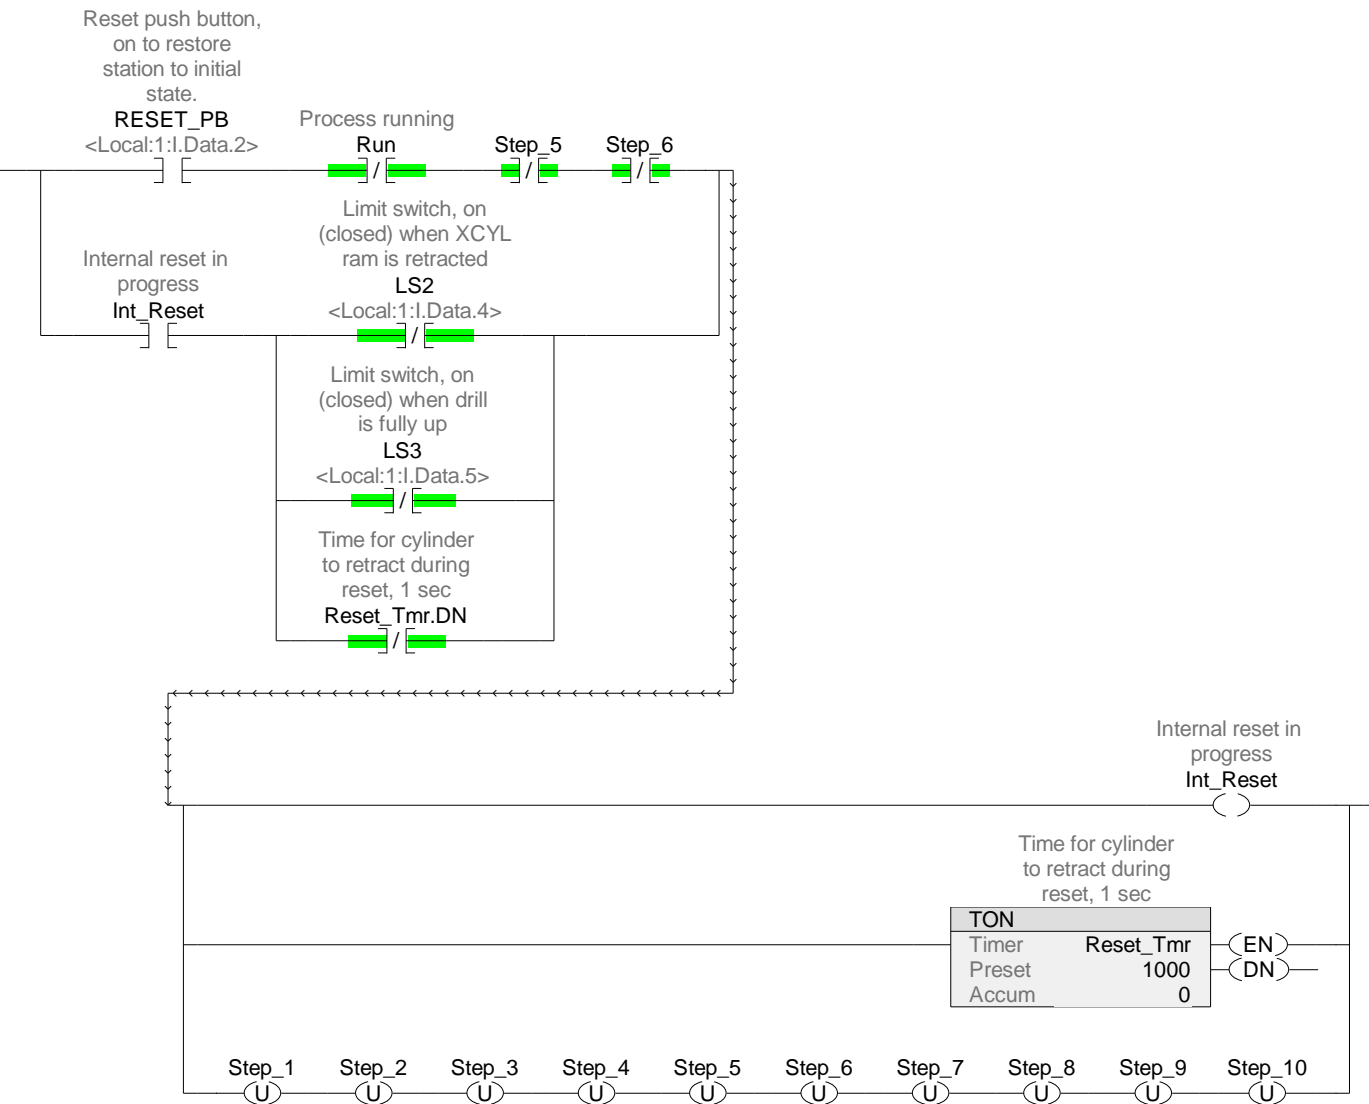 Reset push button,
on to restore
station to initial
state.
RESET_PB
<Local:1:I.Data.2>
Process running
Run
Step_5
Step_6
Limit switch, on
(closed) when XCYL
ram is retracted
LS2
<Local:1:I.Data.4>
Internal reset in
progress
Int_Reset
Limit switch, on
(closed) when drill
is fully up
LS3
<Local:1:I.Data.5>
Time for cylinder
to retract during
reset, 1 sec
Reset_Tmr.DN
Internal reset in
progress
Int_Reset
Time for cylinder
to retract during
reset, 1 sec
TON
Timer Reset_Tmr
Preset 1000
Accum 0
EN
DN
Step_1 Step_2 Step_3 Step_4 Step_5 Step_6 Step_7 Step_8 Step_9 Step_10
U U U U U U U U U U